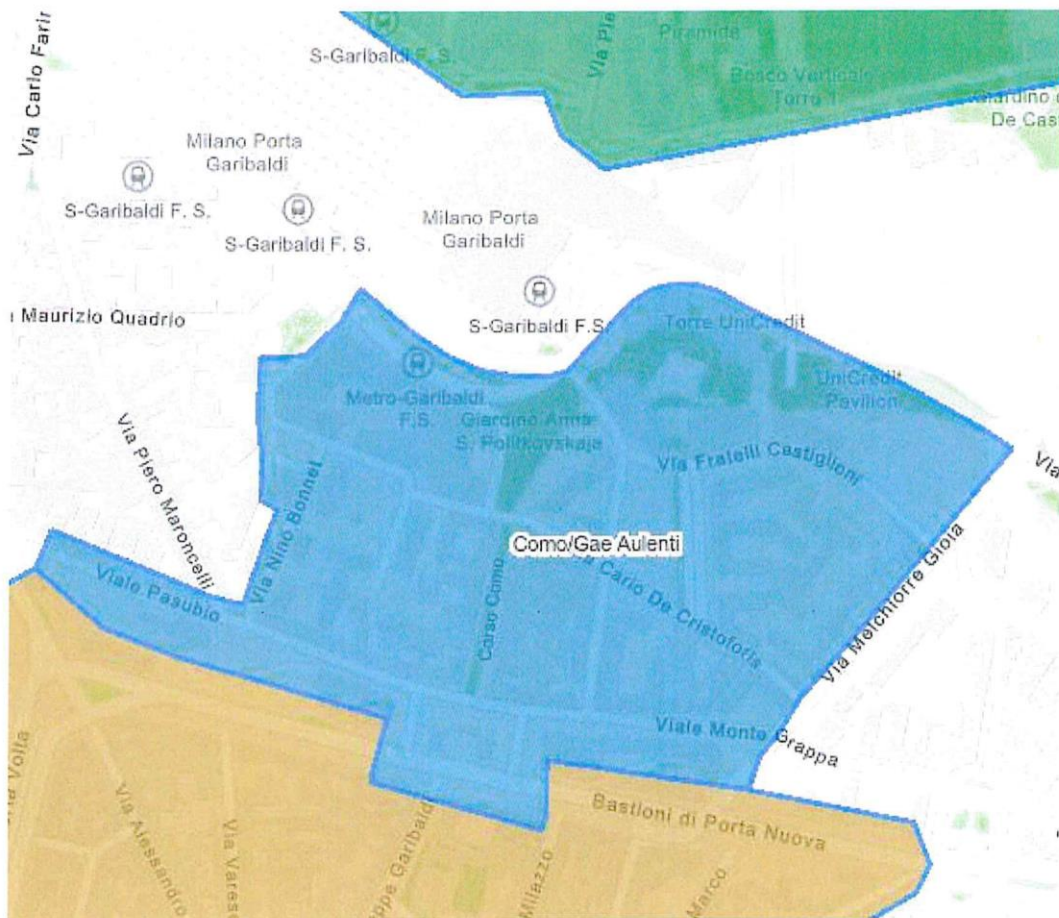 Via Carlo Farir
S-Garibaldi F. S.
Via Pie
Piramide
Bosco Verticale
Torre 1
Giardino
De Cas
Milano Porta
Garibaldi
S-Garibaldi F. S.
S-Garibaldi F. S.
Milano Porta
Garibaldi
S-Garibaldi F.S.
Maurizio Quadrio
Torre UniCredit
UniCredit
Pavilion
Metro-Garibaldi
F.S.
Giardino Anna
S. Politkovskaja
Via Fratelli Castiglioni
Via
Via Piero Maroncelli
Via Nino Bonnet
Como/Gae Aulenti
Carlo De Cristoforis
Corso Como
Via Melchiorre Gioia
Viale Pasubio
Viale Monte Grappa
Bastioni di Porta Nuova
Volta
Via Alessandro
Via Varese
ppe Garibaldi
Milazzo
Marco